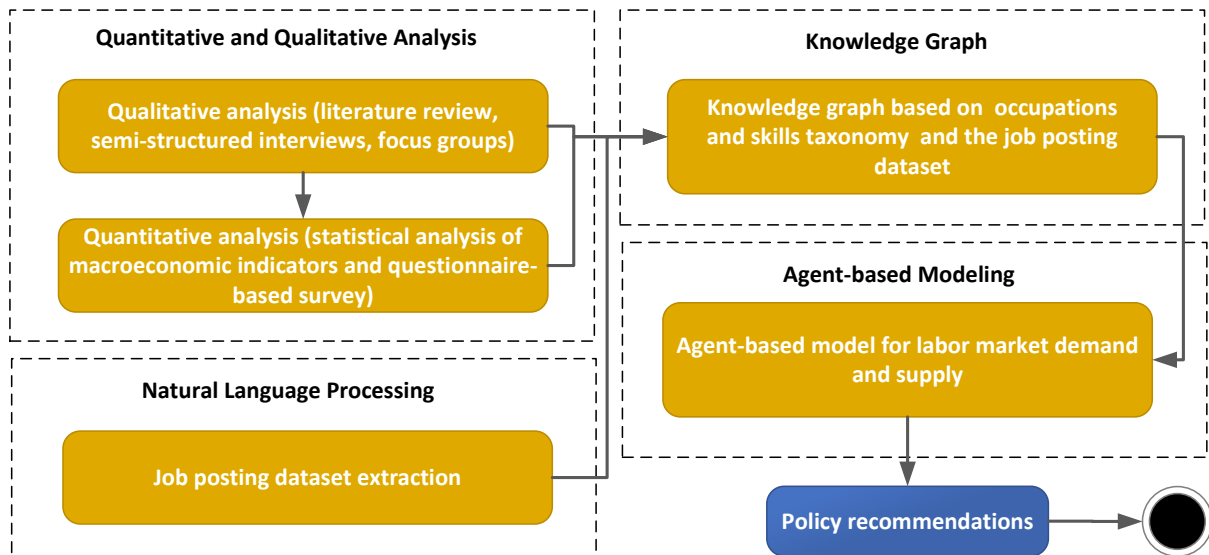 Quantitative and Qualitative Analysis
Qualitative analysis (literature review,
semi-structured interviews, focus groups)
Quantitative analysis (statistical analysis of
macroeconomic indicators and questionnaire-
based survey)
Natural Language Processing
Job posting dataset extraction
Knowledge Graph
Knowledge graph based on occupations
and skills taxonomy and the job posting
dataset
Agent-based Modeling
Agent-based model for labor market demand
and supply
Policy recommendations